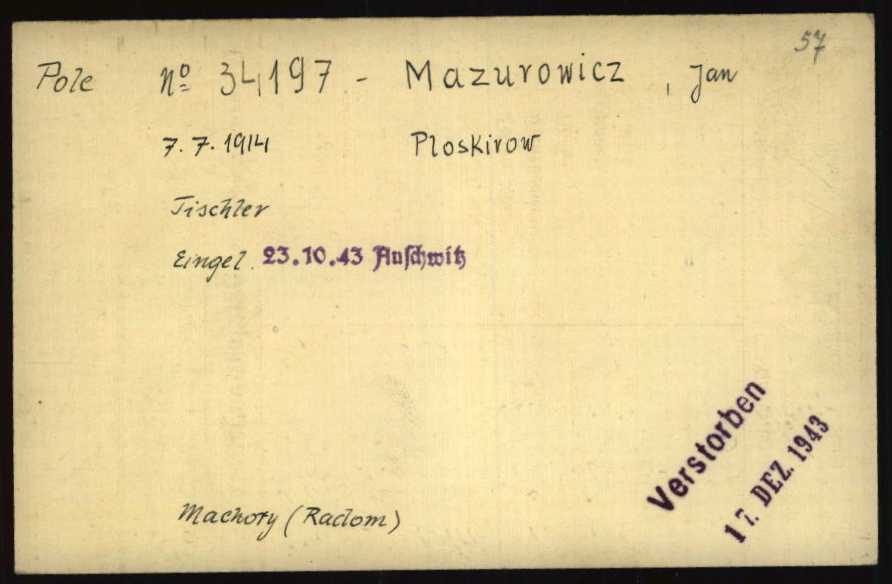 57
Pole Nº 34197 - Mazurowicz, Jan
7. 7. 1914 Ploskirow
Tischler
Eingel. 23.10.43 Auschwitz
Verstorben
17. DEZ. 1943
Machory (Radom)